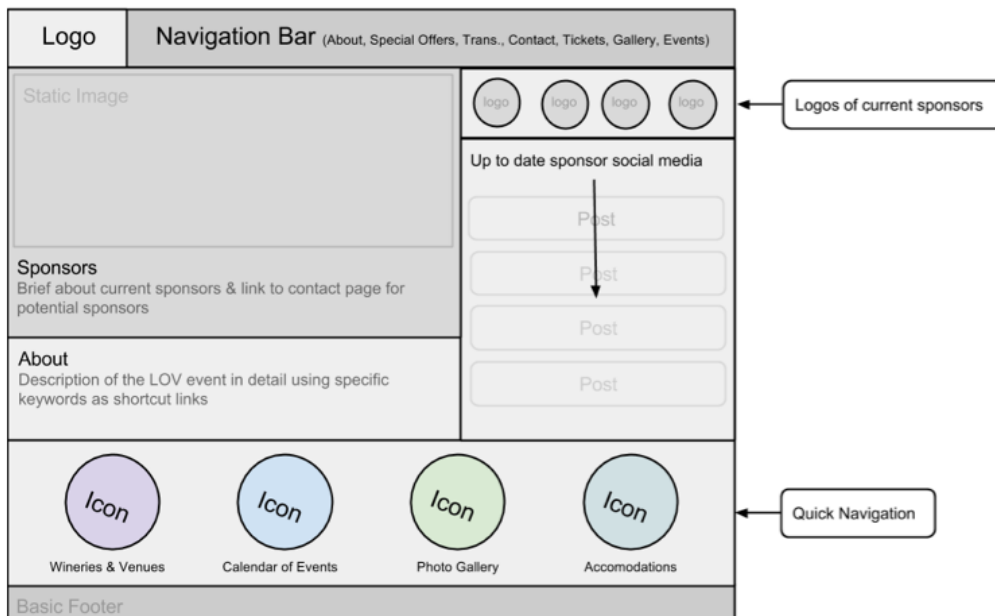 Logo
Navigation Bar (About, Special Offers, Trans., Contact, Tickets, Gallery, Events)
Static Image
logo logo logo logo
Logos of current sponsors
Up to date sponsor social media
Post
Post
Post
Post
Sponsors
Brief about current sponsors & link to contact page for
potential sponsors
About
Description of the LOV event in detail using specific
keywords as shortcut links
Icon Icon Icon Icon
Wineries & Venues Calendar of Events Photo Gallery Accomodations
Quick Navigation
Basic Footer